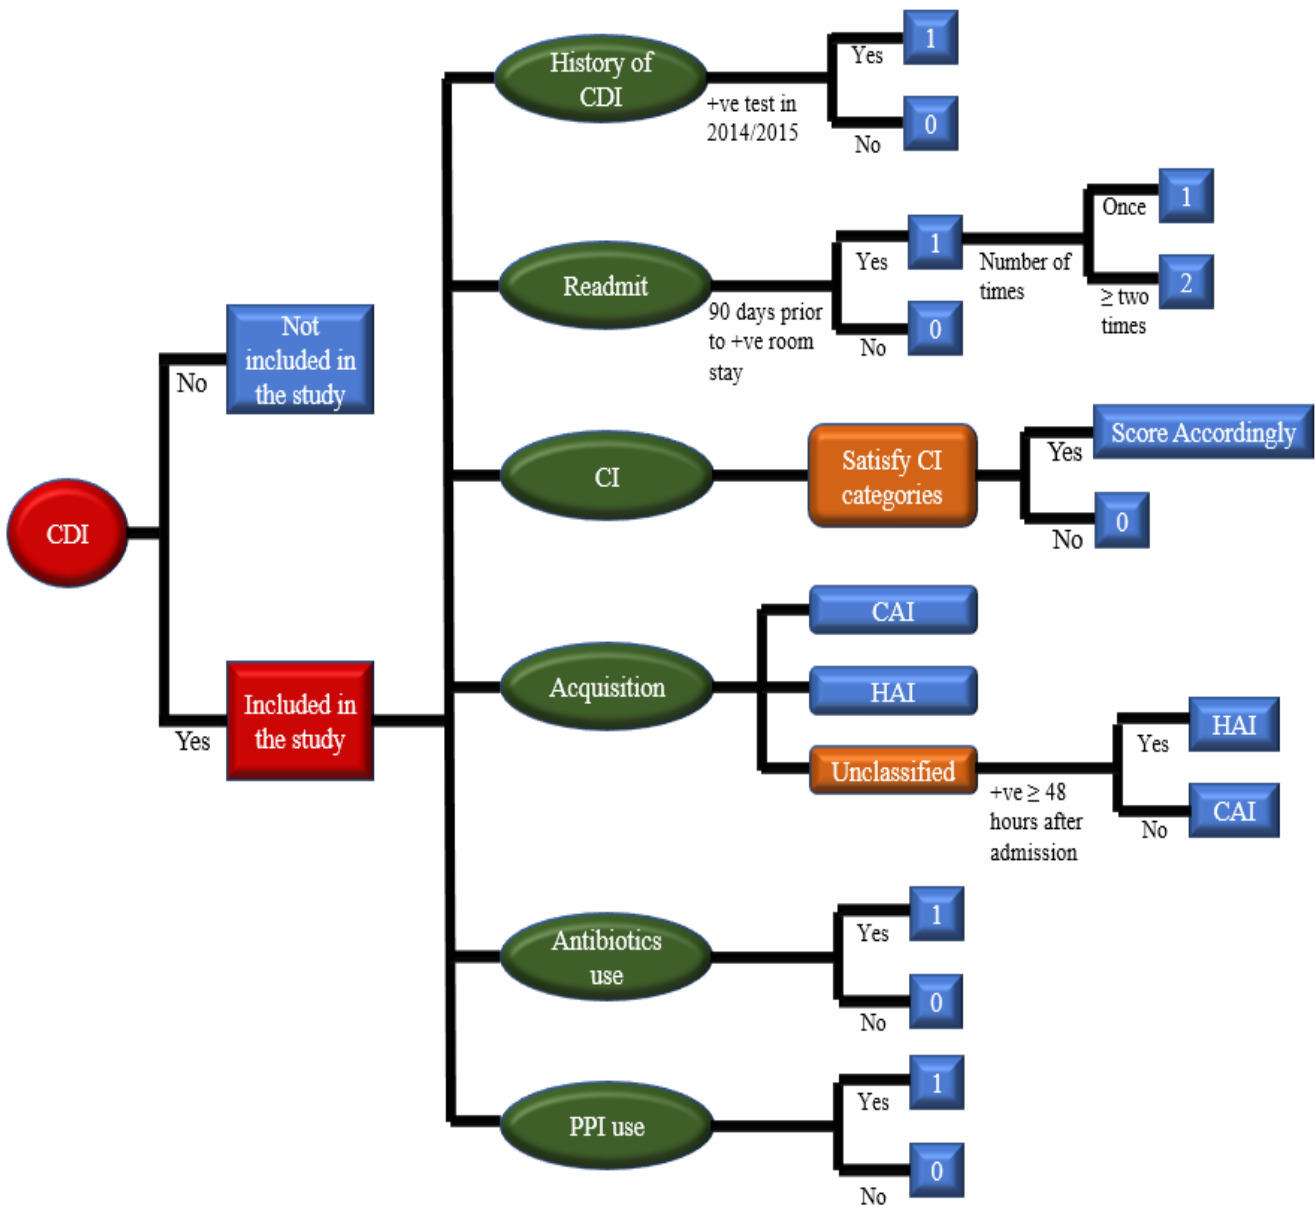 History of
CDI
+ve test in
2014/2015
Yes
1
No
0
Readmit
90 days prior
to +ve room
stay
Yes
1
No
0
Number of
times
Once
1
≥ two
times
2
CDI
No
Not
included in
the study
Yes
Included in
the study
CI
Satisfy CI
categories
Yes
Score Accordingly
No
0
Acquisition
CAI
HAI
Unclassified
+ve ≥ 48
hours after
admission
Yes
HAI
No
CAI
Antibiotics
use
Yes
1
No
0
PPI use
Yes
1
No
0